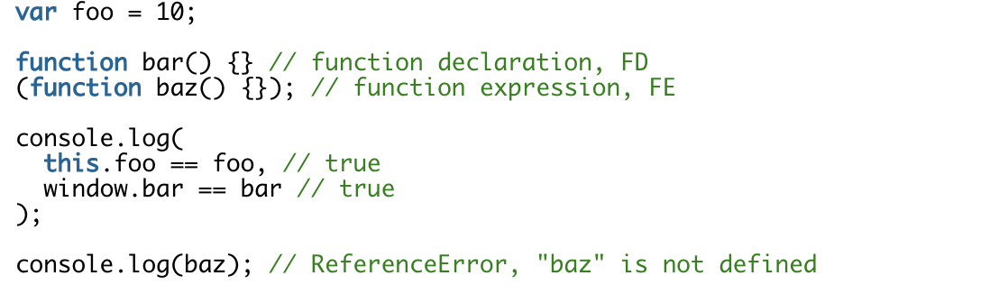 var foo = 10;
function bar() {} // function declaration, FD
(function baz() {}); // function expression, FE
console.log(
  this.foo == foo, // true
  window.bar == bar // true
);
console.log(baz); // ReferenceError, "baz" is not defined